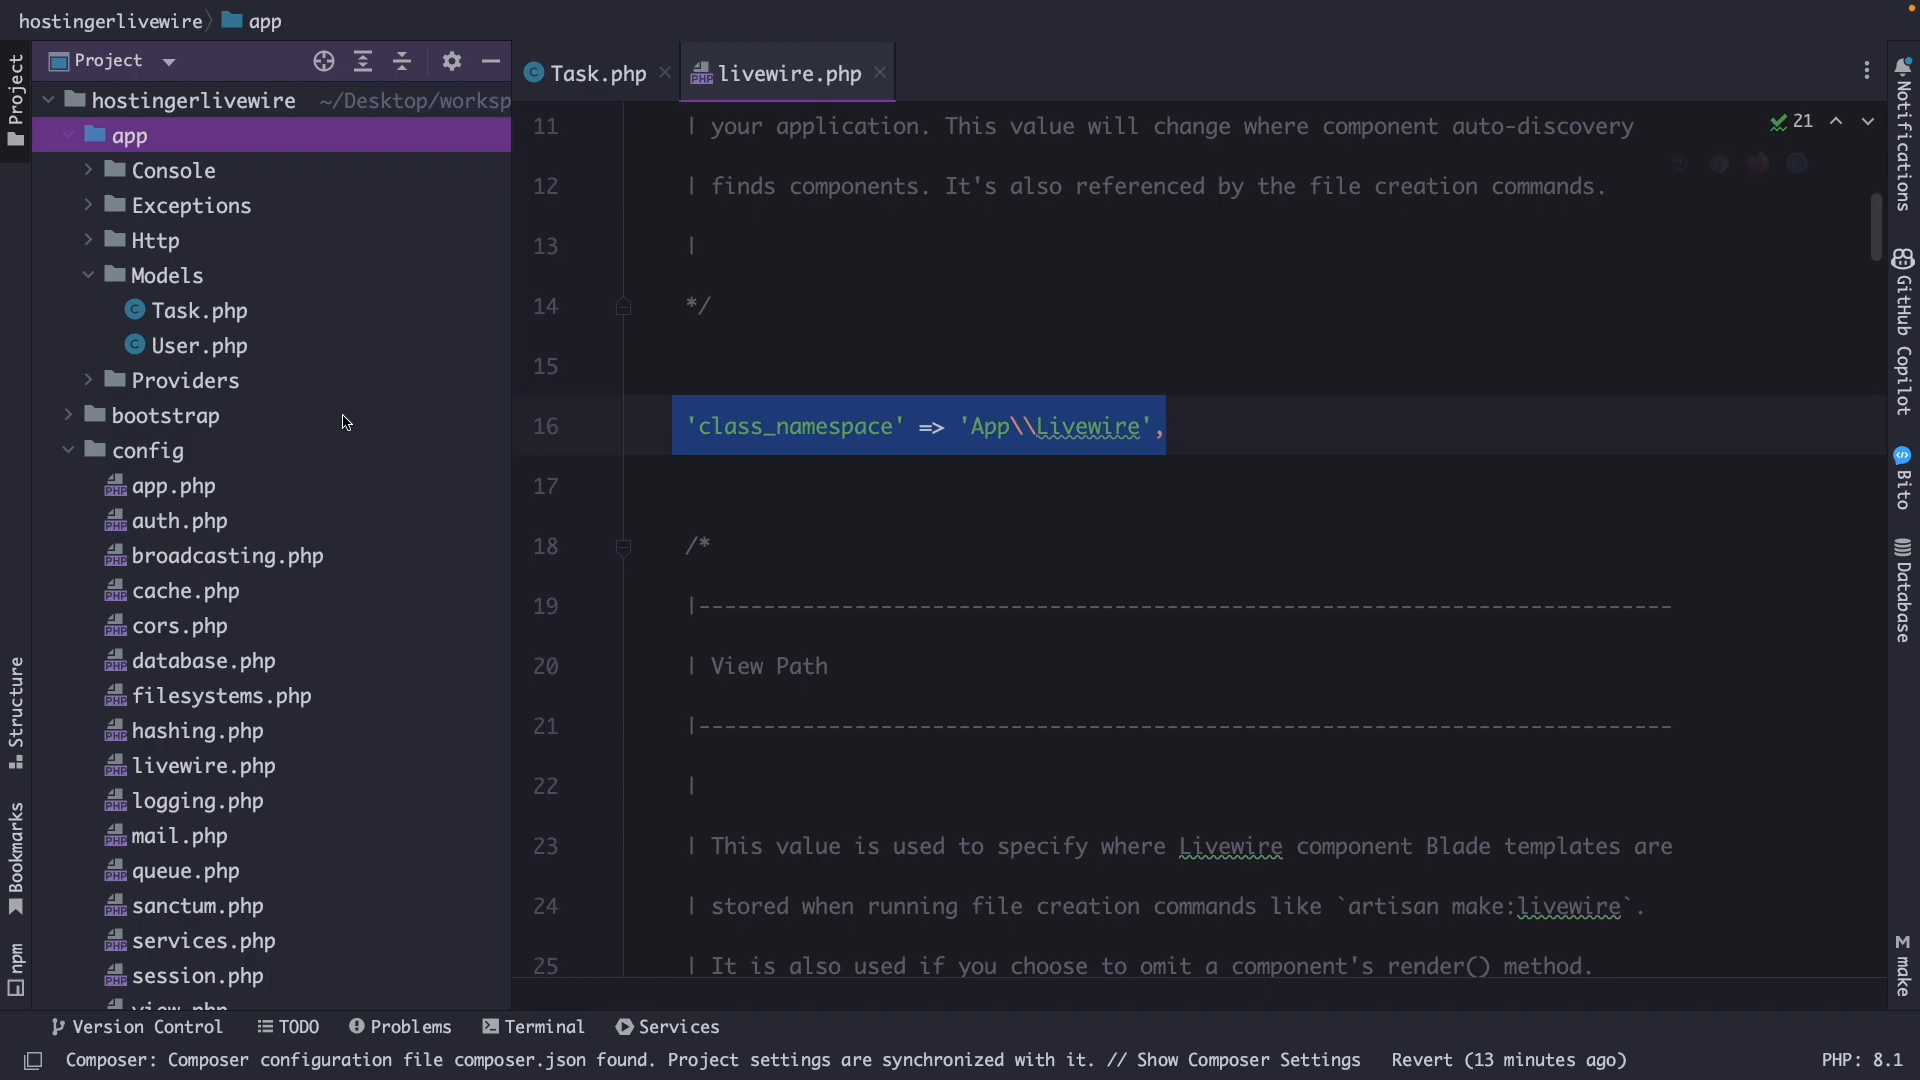 hostingerlivewire app
Project
hostingerlivewire ~/Desktop/worksp
app
Console
Exceptions
Http
Models
Task.php
User.php
Providers
bootstrap
config
app.php
auth.php
broadcasting.php
cache.php
cors.php
database.php
filesystems.php
hashing.php
livewire.php
logging.php
mail.php
queue.php
sanctum.php
services.php
session.php
view.php
Project
Structure
Bookmarks
npm
Task.php
livewire.php
21
11 | your application. This value will change where component auto-discovery
12 | finds components. It's also referenced by the file creation commands.
13 |
14 */
15
16 'class_namespace' => 'App\\Livewire',
17
18 /*
19 |---------------------------------------------------------------------------
20 | View Path
21 |---------------------------------------------------------------------------
22 |
23 | This value is used to specify where Livewire component Blade templates are
24 | stored when running file creation commands like `artisan make:livewire`.
25 | It is also used if you choose to omit a component's render() method.
Notifications
GitHub Copilot
Bito
Database
M make
Version Control TODO Problems Terminal Services
Composer: Composer configuration file composer.json found. Project settings are synchronized with it. // Show Composer Settings Revert (13 minutes ago) PHP: 8.1